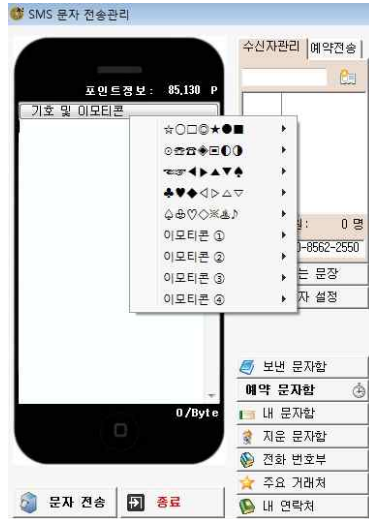 SMS 문자 전송관리
수신자관리 예약전송
포인트정보: 85,130 P
기호 및 이모티콘
☆○□◎★●■
⊙☏☎◈▣◐◑
☜☞◀▶▲▼♠
♣♥◆◁▷△▽
♤♧♡◇※♨♪
이모티콘 ①
이모티콘 ②
이모티콘 ③
이모티콘 ④
: 0 명
-8562-2550
는 문장
자 설정
0/Byte
보낸 문자함
예약 문자함
내 문자함
지운 문자함
전화 번호부
주요 거래처
내 연락처
문자 전송
종료